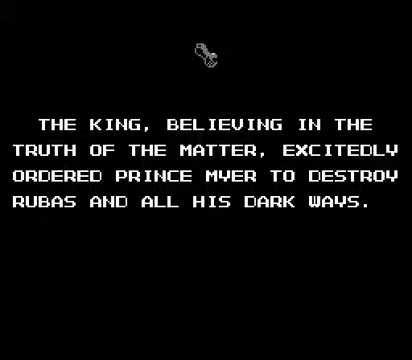 THE KING, BELIEVING IN THE
TRUTH OF THE MATTER, EXCITEDLY
ORDERED PRINCE MYER TO DESTROY
RUBAS AND ALL HIS DARK WAYS.